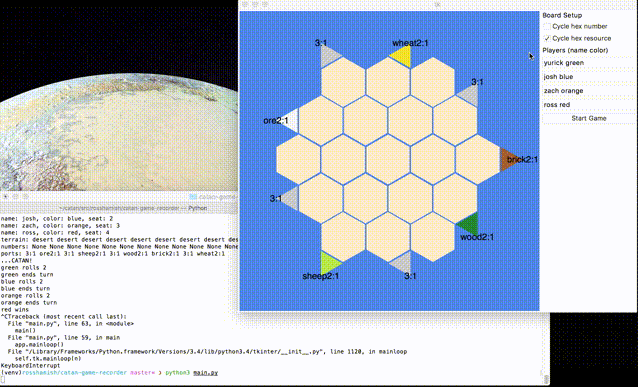 tk
3:1
wheat2:1
3:1
ore2:1
brick2:1
3:1
wood2:1
sheep2:1
3:1
Board Setup
Cycle hex number
Cycle hex resource
Players (name color)
yurick green
josh blue
zach orange
ross red
Start Game
~/catan/src/rosshamish/catan-game-recorder — Python
name: josh, color: blue, seat: 2
name: zach, color: orange, seat: 3
name: ross, color: red, seat: 4
terrain: desert desert desert desert desert desert desert des
numbers: None None None None None None None None None
ports: 3:1 ore2:1 3:1 sheep2:1 3:1 wood2:1 brick2:1 3:1 wheat2:1
...CATAN!
green rolls 2
green ends turn
blue rolls 2
blue ends turn
orange rolls 2
orange ends turn
red wins
^CTraceback (most recent call last):
File "main.py", line 63, in <module>
main()
File "main.py", line 59, in main
app.mainloop()
File "/Library/Frameworks/Python.framework/Versions/3.4/lib/python3.4/tkinter/__init__.py", line 1120, in mainloop
self.tk.mainloop(n)
KeyboardInterrupt
(venv)rosshamish/catan-game-recorder master* ❯ python3 main.py